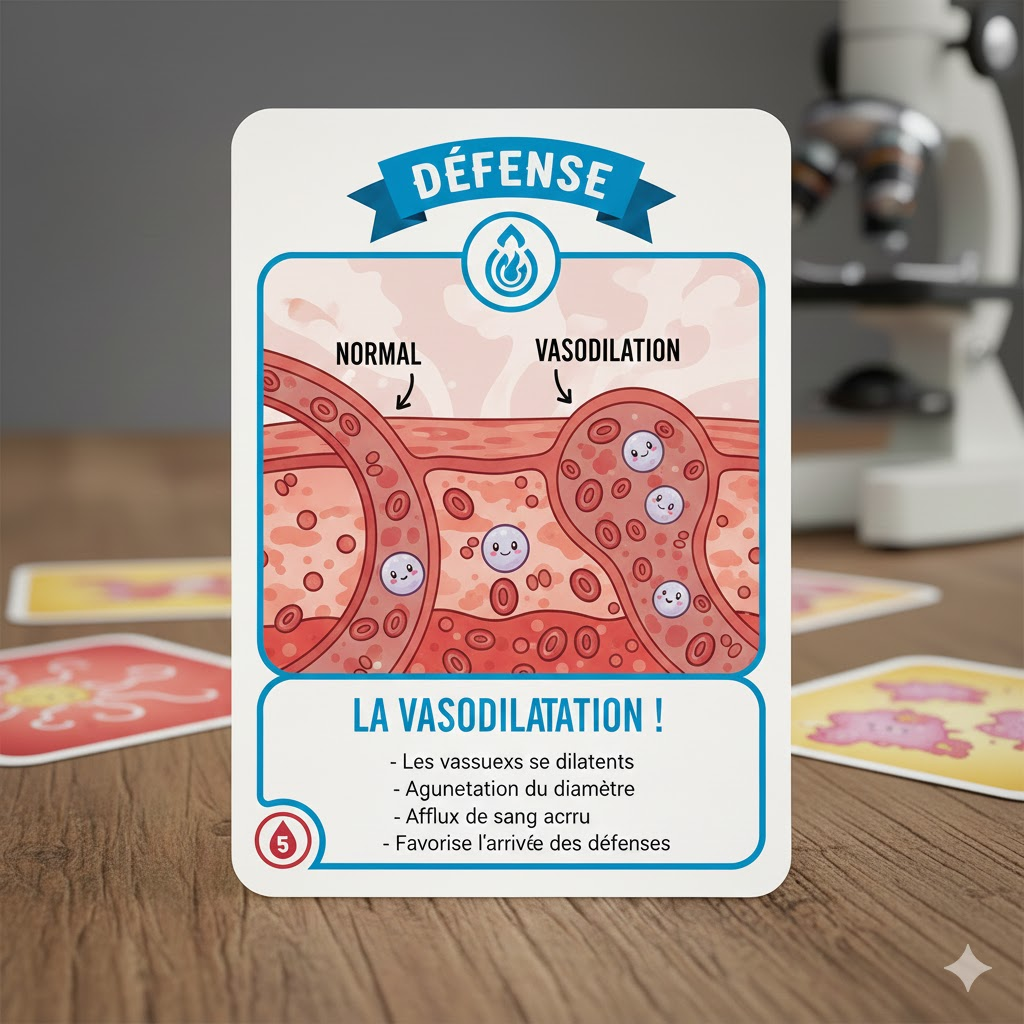 DÉFENSE
NORMAL
VASODILATION
LA VASODILATATION !
- Les vassuexs se dilatents
- Agunetation du diamètre
- Afflux de sang acrru
- Favorise l'arrivée des défenses
5